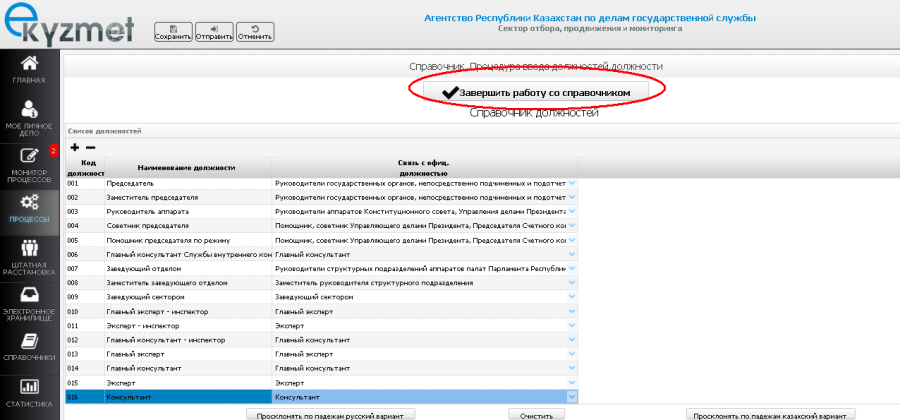 e kyzmet
Сохранить Отправить Отменить
Агентство Республики Казахстан по делам государственной службы
Сектор отбора, продвижения и мониторинга
ГЛАВНАЯ
МОЕ ЛИЧНОЕ
ДЕЛО
2
МОНИТОР
ПРОЦЕССОВ
ПРОЦЕССЫ
ШТАТНАЯ
РАССТАНОВКА
ЭЛЕКТРОННОЕ
ХРАНИЛИЩЕ
СПРАВОЧНИКИ
СТАТИСТИКА
Справочник. Процедура ввода должностей должности
Завершить работу со справочником
Справочник должностей
Список должностей
Код
должност
Наименование должности
Связь с офиц.
должностью
001 Председатель Руководители государственных органов, непосредственно подчиненных и подотчет
002 Заместитель председателя Руководители государственных органов, непосредственно подчиненных и подотчет
003 Руководитель аппарата Руководители аппаратов Конституционного совета, Управления делами Президента
004 Советник председателя Помощник, советник Управляющего делами Президента, Председателя Счетного ко
005 Помощник председателя по режиму Помощник, советник Управляющего делами Президента, Председателя Счетного ко
006 Главный консультант Службы внутреннего кон Главный консультант
007 Заведующий отделом Руководители структурных подразделений аппаратов палат Парламента Республи
008 Заместитель заведующего отделом Заместитель руководителя структурного подразделения
009 Заведующий сектором Заведующий сектором
010 Главный эксперт - инспектор Главный эксперт
011 Эксперт - инспектор Эксперт
012 Главный консультант - инспектор Главный консультант
013 Главный эксперт Главный эксперт
014 Главный консультант Главный консультант
015 Эксперт Эксперт
016 Консультант Консультант
Просклонять по падежам русский вариант Очистить Просклонять по падежам казахский вариант